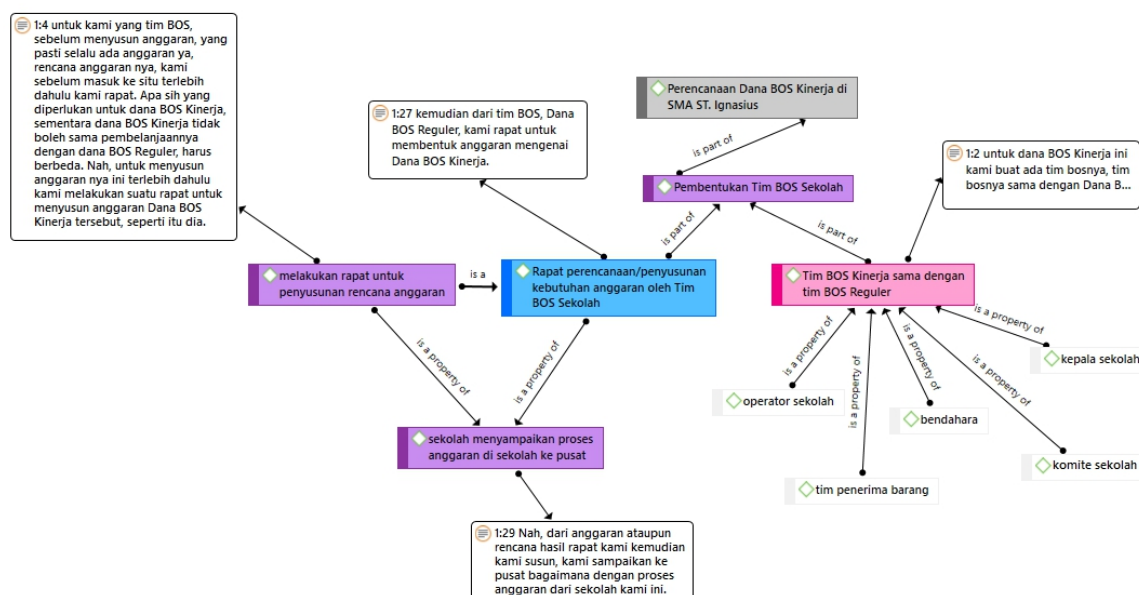 1:4 untuk kami yang tim BOS,
sebelum menyusun anggaran, yang
pasti selalu ada anggaran ya,
rencana anggaran nya, kami
sebelum masuk ke situ terlebih
dahulu kami rapat. Apa sih yang
diperlukan untuk dana BOS Kinerja,
sementara dana BOS Kinerja tidak
boleh sama pembelanjaannya
dengan dana BOS Reguler, harus
berbeda. Nah, untuk menyusun
anggaran nya ini terlebih dahulu
kami melakukan suatu rapat untuk
menyusun anggaran Dana BOS
Kinerja tersebut, seperti itu dia.
1:27 kemudian dari tim BOS, Dana
BOS Reguler, kami rapat untuk
membentuk anggaran mengenai
Dana BOS Kinerja.
Perencanaan Dana BOS Kinerja di
SMA ST. Ignasius
is part of
1:2 untuk dana BOS Kinerja ini
kami buat ada tim bosnya, tim
bosnya sama dengan Dana B...
Pembentukan Tim BOS Sekolah
is part of
is part of
melakukan rapat untuk
penyusunan rencana anggaran
is a
Rapat perencanaan/penyusunan
kebutuhan anggaran oleh Tim
BOS Sekolah
Tim BOS Kinerja sama dengan
tim BOS Reguler
is a property of
is a property of
is a property of
is a property of
is a property of
is a property of
is a property of
kepala sekolah
operator sekolah
bendahara
komite sekolah
tim penerima barang
sekolah menyampaikan proses
anggaran di sekolah ke pusat
1:29 Nah, dari anggaran ataupun
rencana hasil rapat kami kemudian
kami susun, kami sampaikan ke
pusat bagaimana dengan proses
anggaran dari sekolah kami ini.